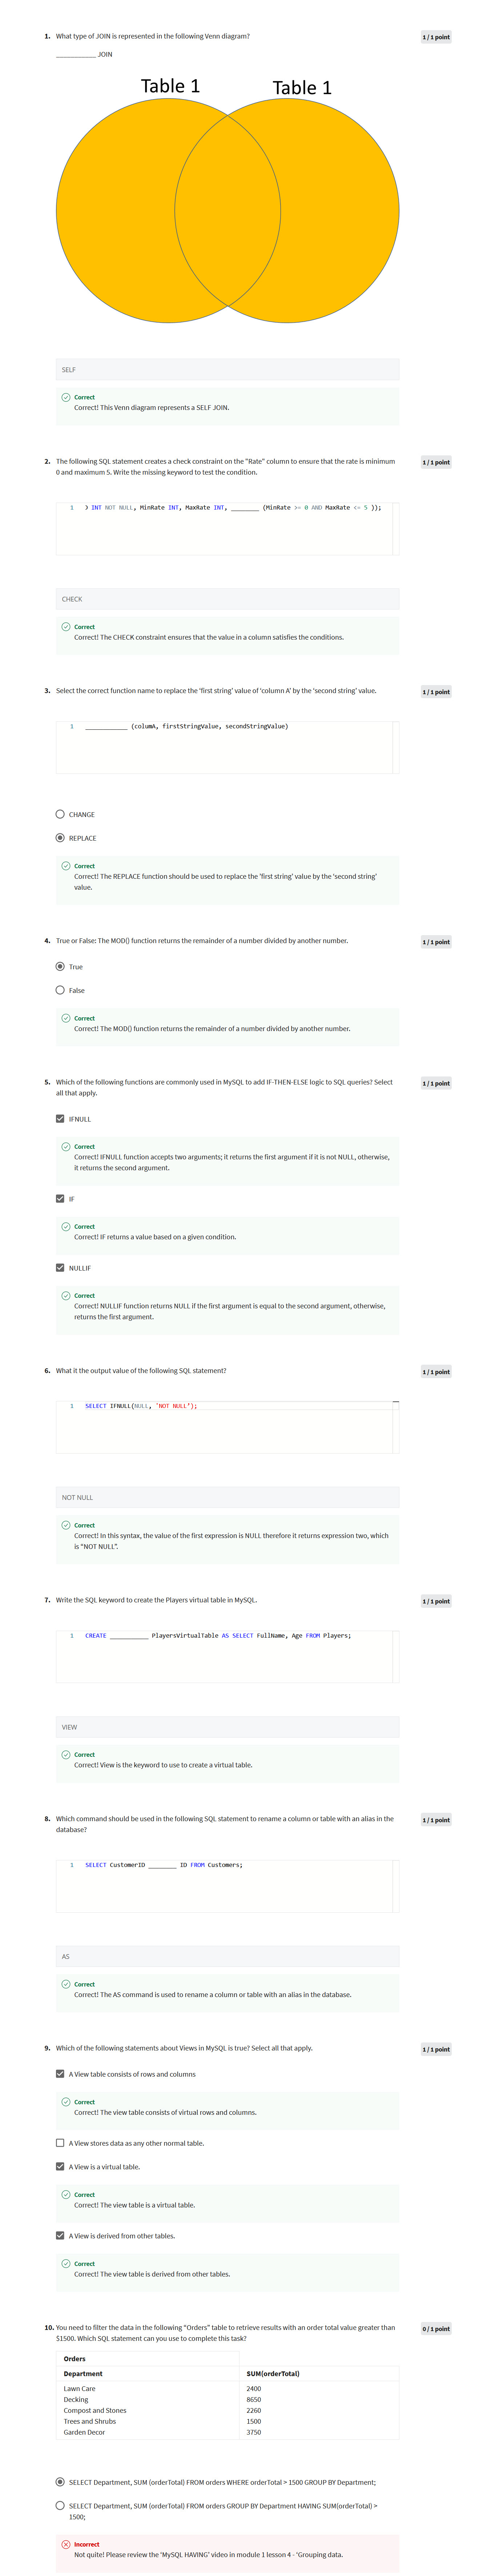 1. What type of JOIN is represented in the following Venn diagram?
1 / 1 point
____________ JOIN
Table 1
Table 1
SELF
Correct
Correct! This Venn diagram represents a SELF JOIN.
2. The following SQL statement creates a check constraint on the "Rate" column to ensure that the rate is minimum
0 and maximum 5. Write the missing keyword to test the condition.
1 / 1 point
1 D INT NOT NULL, MinRate INT, MaxRate INT, ________ (MinRate >= 0 AND MaxRate <= 5 ));
CHECK
Correct
Correct! The CHECK constraint ensures that the value in a column satisfies the conditions.
3. Select the correct function name to replace the 'first string' value of 'column A' by the 'second string' value.
1 / 1 point
1 ____________ (columA, firstStringValue, secondStringValue)
CHANGE
REPLACE
Correct
Correct! The REPLACE function should be used to replace the 'first string' value by the 'second string'
value.
4. True or False: The MOD() function returns the remainder of a number divided by another number.
1 / 1 point
True
False
Correct
Correct! The MOD() function returns the remainder of a number divided by another number.
5. Which of the following functions are commonly used in MySQL to add IF-THEN-ELSE logic to SQL queries? Select
all that apply.
1 / 1 point
IFNULL
Correct
Correct! IFNULL function accepts two arguments; it returns the first argument if it is not NULL, otherwise,
it returns the second argument.
IF
Correct
Correct! IF returns a value based on a given condition.
NULLIF
Correct
Correct! NULLIF function returns NULL if the first argument is equal to the second argument, otherwise,
returns the first argument.
6. What it the output value of the following SQL statement?
1 / 1 point
1 SELECT IFNULL(NULL, 'NOT NULL');
NOT NULL
Correct
Correct! In this syntax, the value of the first expression is NULL therefore it returns expression two, which
is "NOT NULL".
7. Write the SQL keyword to create the Players virtual table in MySQL.
1 / 1 point
1 CREATE ___________ PlayersVirtualTable AS SELECT FullName, Age FROM Players;
VIEW
Correct
Correct! View is the keyword to use to create a virtual table.
8. Which command should be used in the following SQL statement to rename a column or table with an alias in the
database?
1 / 1 point
1 SELECT CustomerID ________ ID FROM Customers;
AS
Correct
Correct! The AS command is used to rename a column or table with an alias in the database.
9. Which of the following statements about Views in MySQL is true? Select all that apply.
1 / 1 point
A View table consists of rows and columns
Correct
Correct! The view table consists of virtual rows and columns.
A View stores data as any other normal table.
A View is a virtual table.
Correct
Correct! The view table is a virtual table.
A View is derived from other tables.
Correct
Correct! The view table is derived from other tables.
10. You need to filter the data in the following "Orders" table to retrieve results with an order total value greater than
$1500. Which SQL statement can you use to complete this task?
0 / 1 point
Orders
Department SUM(orderTotal)
Lawn Care 2400
Decking 8650
Compost and Stones 2260
Trees and Shrubs 1500
Garden Decor 3750
SELECT Department, SUM (orderTotal) FROM orders WHERE orderTotal > 1500 GROUP BY Department;
SELECT Department, SUM (orderTotal) FROM orders GROUP BY Department HAVING SUM(orderTotal) >
1500;
Incorrect
Not quite! Please review the 'MySQL HAVING' video in module 1 lesson 4 - 'Grouping data.